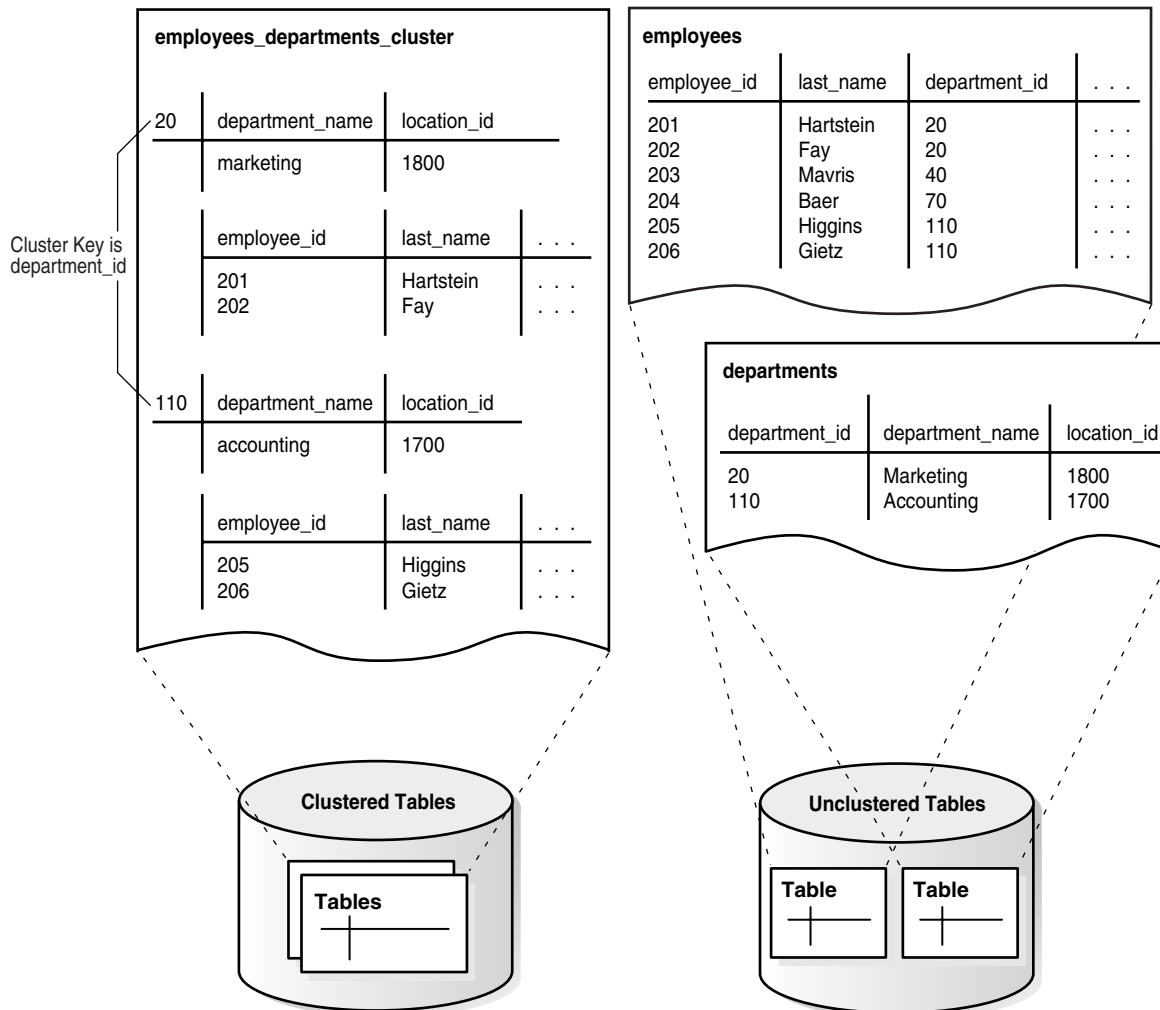 employees_departments_cluster
20 department_name location_id
marketing 1800
employee_id last_name . . .
201 Hartstein . . .
202 Fay . . .
Cluster Key is
department_id
110 department_name location_id
accounting 1700
employee_id last_name . . .
205 Higgins . . .
206 Gietz . . .
employees
employee_id last_name department_id . . .
201 Hartstein 20 . . .
202 Fay 20 . . .
203 Mavris 40 . . .
204 Baer 70 . . .
205 Higgins 110 . . .
206 Gietz 110 . . .
departments
department_id department_name location_id
20 Marketing 1800
110 Accounting 1700
Clustered Tables
Tables
Unclustered Tables
Table Table